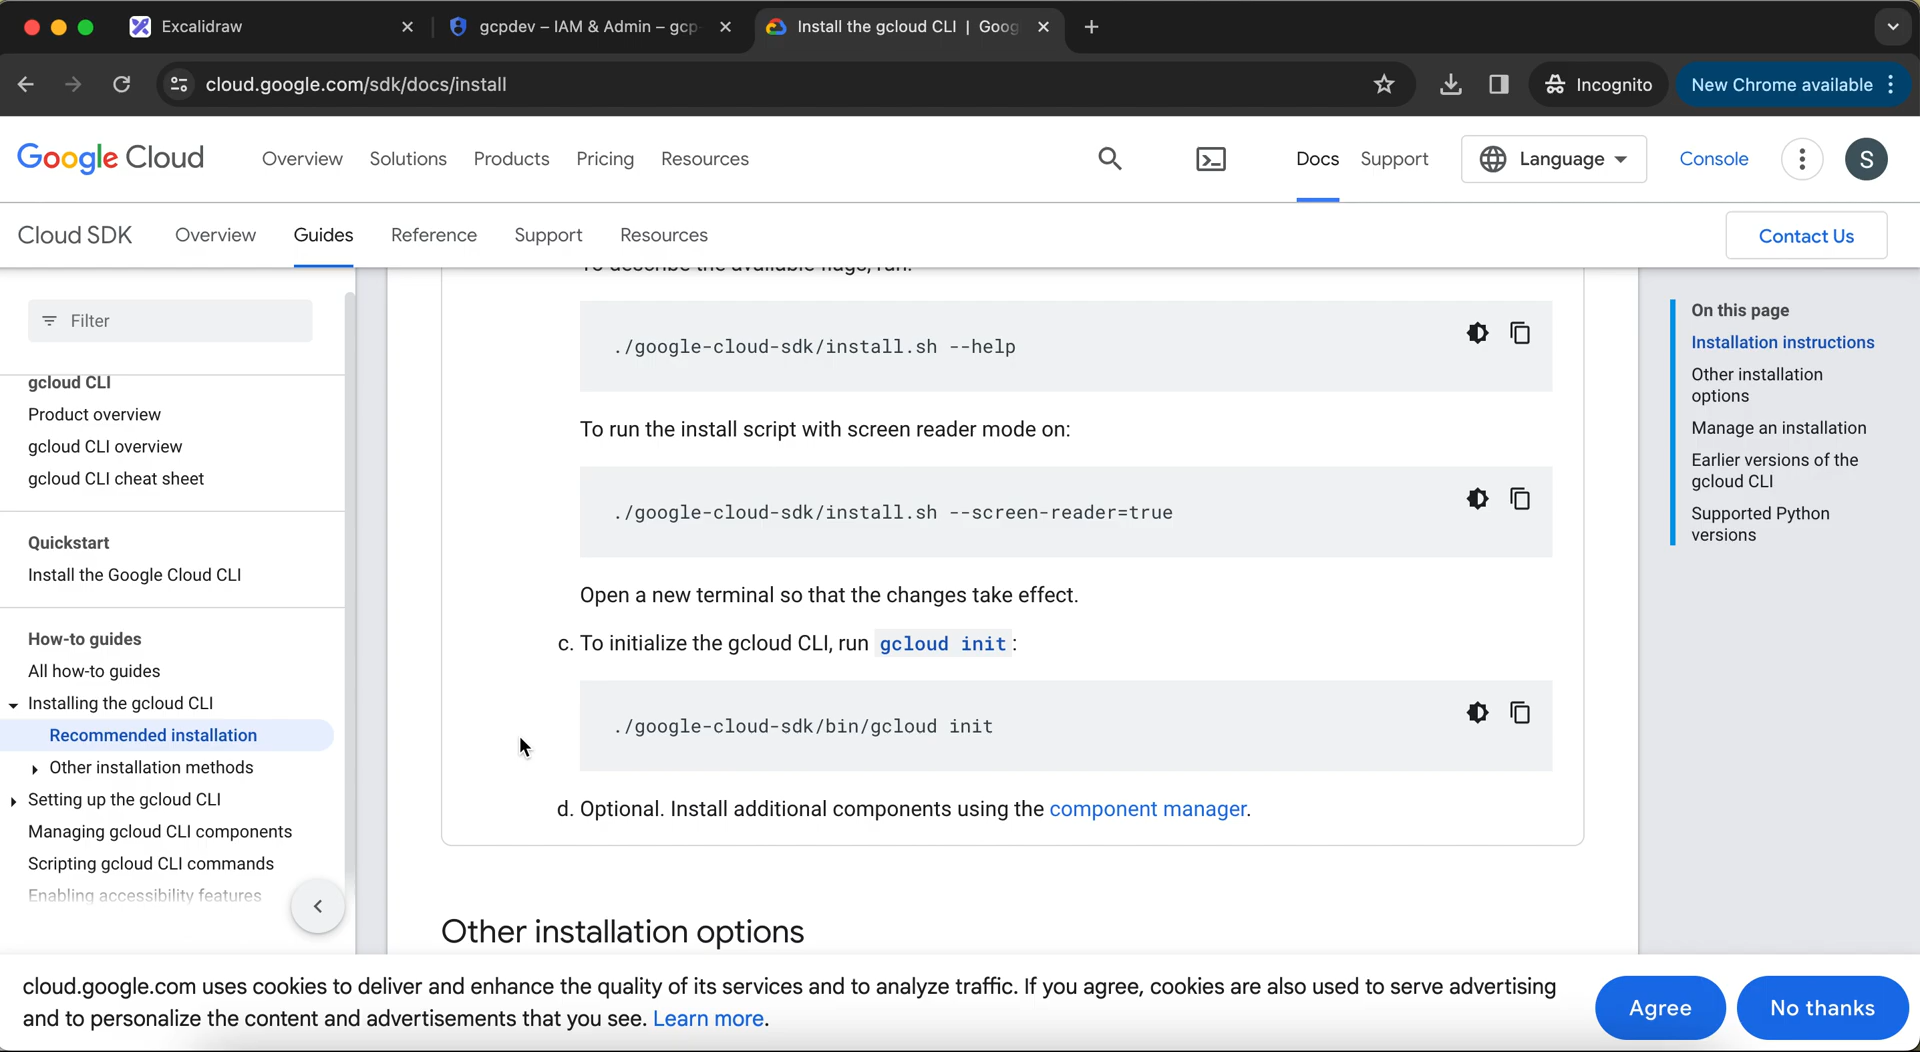 Excalidraw
gcpdev – IAM & Admin – gcp
Install the gcloud CLI | Goog
cloud.google.com/sdk/docs/install
Incognito
New Chrome available
Google Cloud
Overview
Solutions
Products
Pricing
Resources
Docs
Support
Language
Console
S
Cloud SDK
Overview
Guides
Reference
Support
Resources
Contact Us
Filter
gcloud CLI
Product overview
gcloud CLI overview
gcloud CLI cheat sheet
Quickstart
Install the Google Cloud CLI
How-to guides
All how-to guides
Installing the gcloud CLI
Recommended installation
Other installation methods
Setting up the gcloud CLI
Managing gcloud CLI components
Scripting gcloud CLI commands
Enabling accessibility features
To describe the available flags, run:
./google-cloud-sdk/install.sh --help
To run the install script with screen reader mode on:
./google-cloud-sdk/install.sh --screen-reader=true
Open a new terminal so that the changes take effect.
c. To initialize the gcloud CLI, run gcloud init:
./google-cloud-sdk/bin/gcloud init
d. Optional. Install additional components using the component manager.
Other installation options
On this page
Installation instructions
Other installation
options
Manage an installation
Earlier versions of the
gcloud CLI
Supported Python
versions
cloud.google.com uses cookies to deliver and enhance the quality of its services and to analyze traffic. If you agree, cookies are also used to serve advertising
and to personalize the content and advertisements that you see. Learn more.
Agree
No thanks